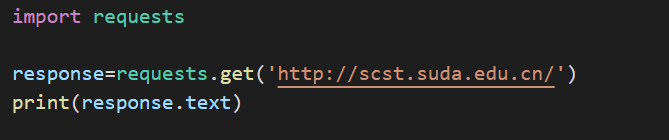 import requests
response=requests.get('http://scst.suda.edu.cn/')
print(response.text)